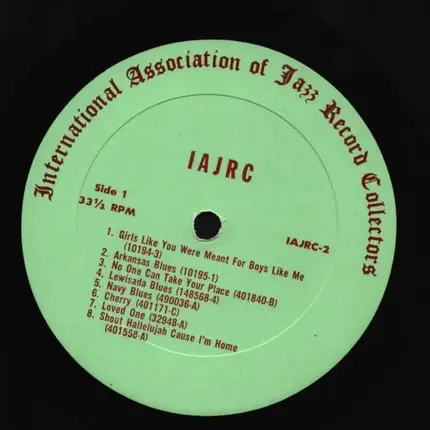 International Association of Jazz Record Collectors
IAJRC
Side 1
33⅓ RPM
IAJRC-2
1. Girls Like You Were Meant For Boys Like Me
(10194-3)
2. Arkansas Blues (10195-1)
3. No One Can Take Your Place (401840-B)
4. Lewisada Blues (148568-4)
5. Navy Blues (490036-A)
6. Cherry (401171-C)
7. Loved One (32948-A)
8. Shout Hallelujah Cause I'm Home
(401558-A)